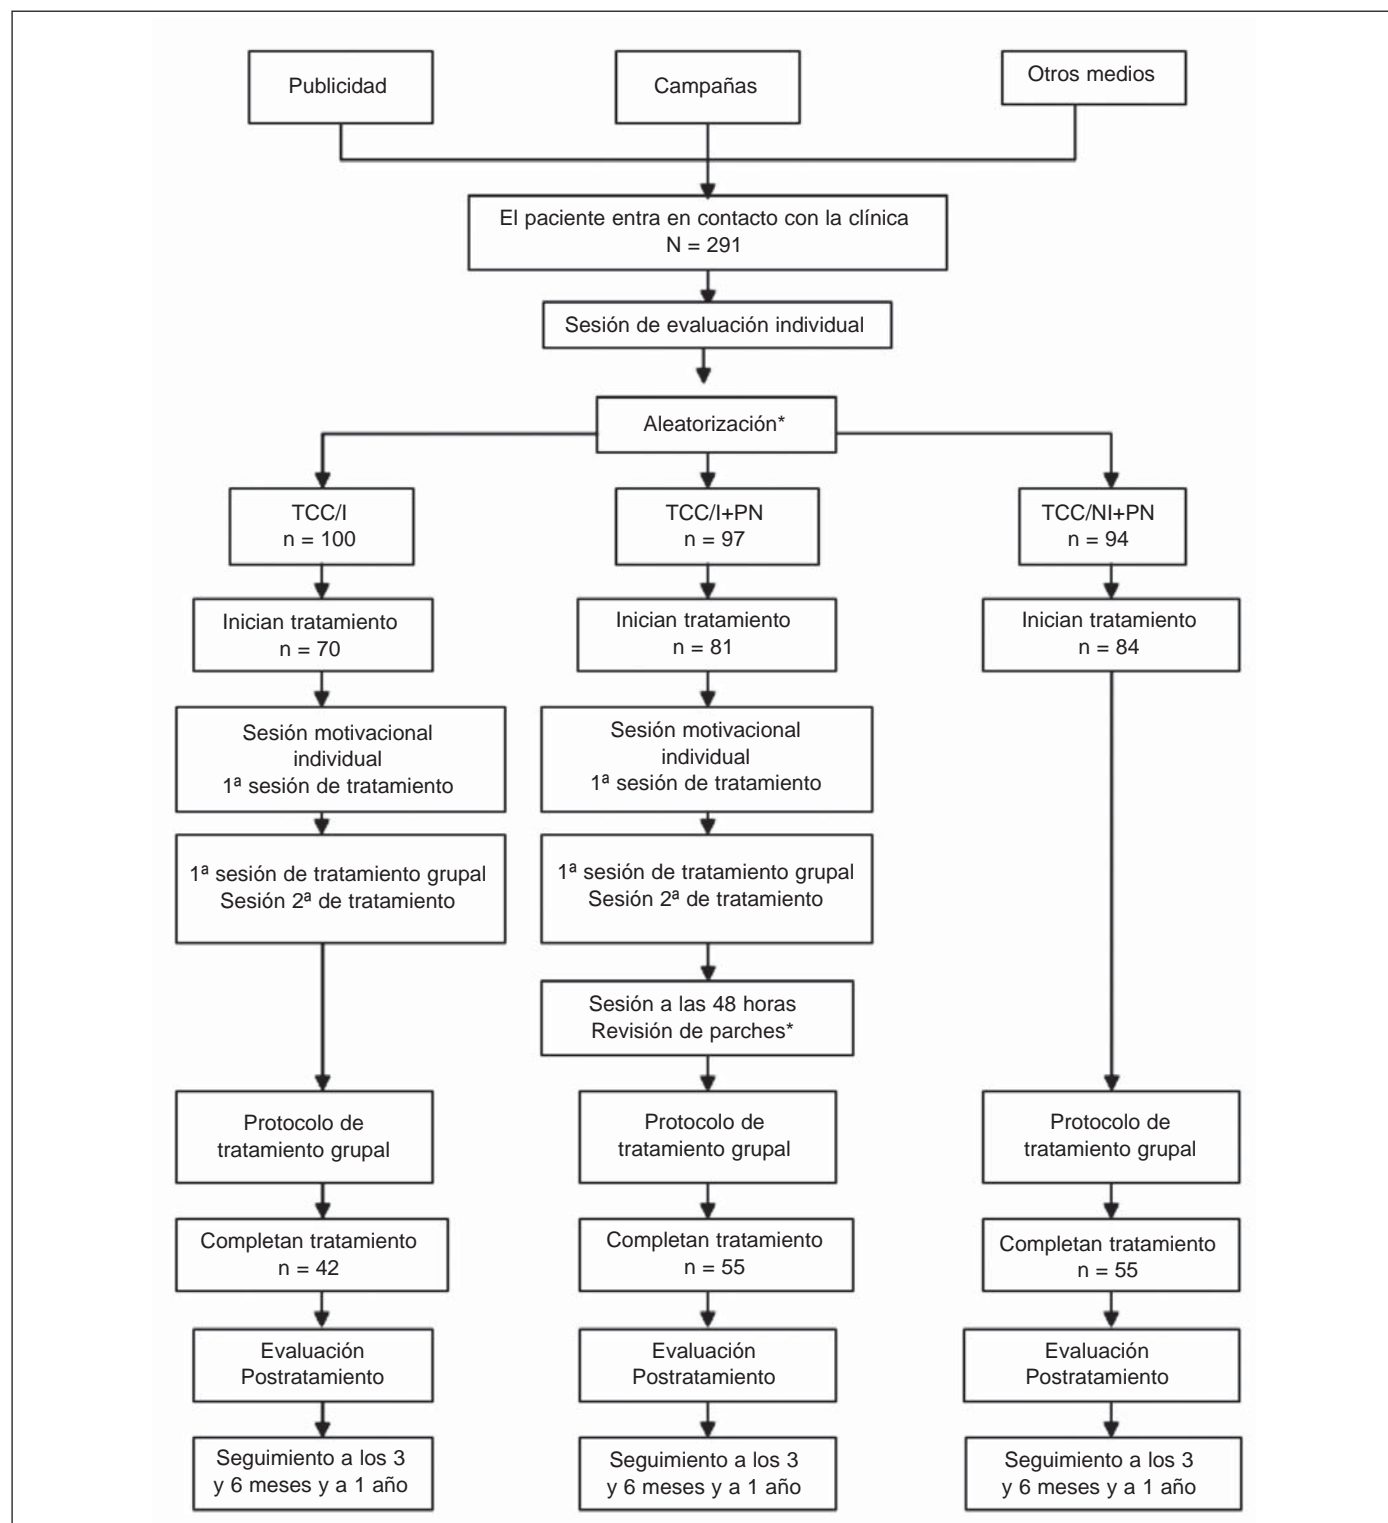 Publicidad
Campañas
Otros medios
El paciente entra en contacto con la clínica
N = 291
Sesión de evaluación individual
Aleatorización*
TCC/I
n = 100
TCC/I+PN
n = 97
TCC/NI+PN
n = 94
Inician tratamiento
n = 70
Inician tratamiento
n = 81
Inician tratamiento
n = 84
Sesión motivacional
individual
1ª sesión de tratamiento
Sesión motivacional
individual
1ª sesión de tratamiento
1ª sesión de tratamiento grupal
Sesión 2ª de tratamiento
1ª sesión de tratamiento grupal
Sesión 2ª de tratamiento
Sesión a las 48 horas
Revisión de parches*
Protocolo de
tratamiento grupal
Protocolo de
tratamiento grupal
Protocolo de
tratamiento grupal
Completan tratamiento
n = 42
Completan tratamiento
n = 55
Completan tratamiento
n = 55
Evaluación
Postratamiento
Evaluación
Postratamiento
Evaluación
Postratamiento
Seguimiento a los 3
y 6 meses y a 1 año
Seguimiento a los 3
y 6 meses y a 1 año
Seguimiento a los 3
y 6 meses y a 1 año